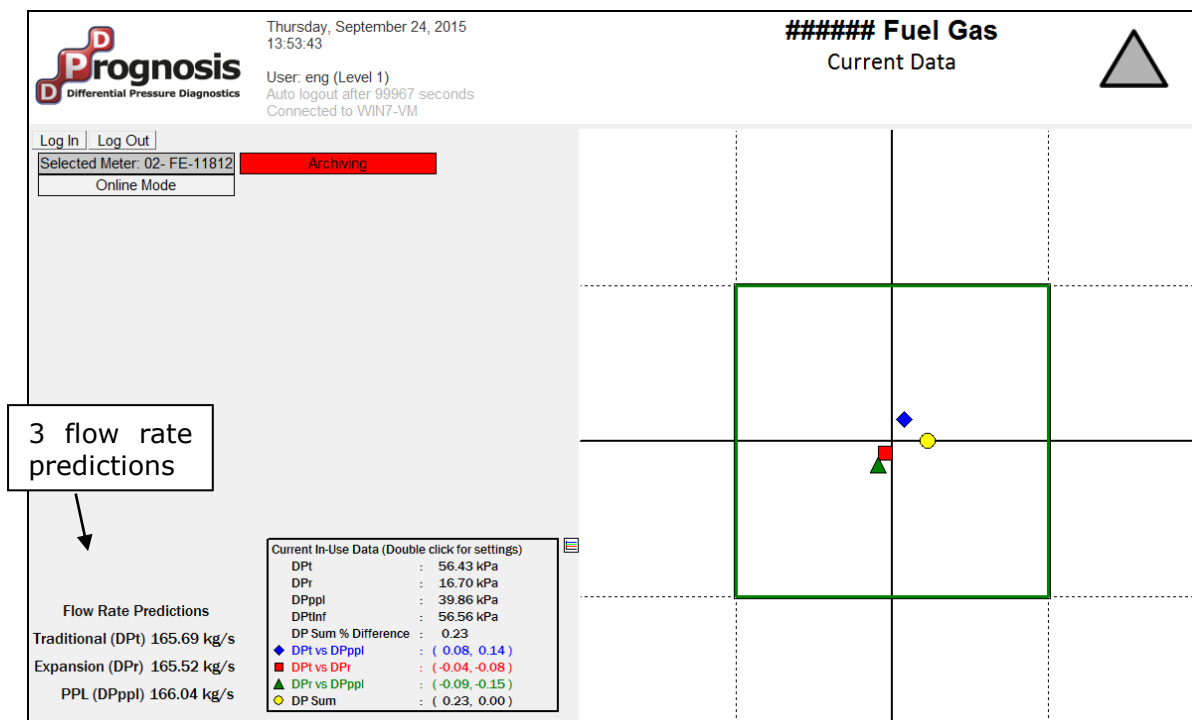 D
Prognosis
D
Differential Pressure Diagnostics
Thursday, September 24, 2015
13:53:43
User: eng (Level 1)
Auto logout after 99967 seconds
Connected to WIN7-VM
###### Fuel Gas
Current Data
Log In Log Out
Selected Meter: 02- FE-11812 Archiving
Online Mode
3 flow rate
predictions
Flow Rate Predictions
Traditional (DPt) 165.69 kg/s
Expansion (DPr) 165.52 kg/s
PPL (DPppl) 166.04 kg/s
Current In-Use Data (Double click for settings)
DPt : 56.43 kPa
DPr : 16.70 kPa
DPppl : 39.86 kPa
DPtInf : 56.56 kPa
DP Sum % Difference : 0.23
DPt vs DPppl : ( 0.08, 0.14 )
DPt vs DPr : ( -0.04, -0.08 )
DPr vs DPppl : ( -0.09, -0.15 )
DP Sum : ( 0.23, 0.00 )